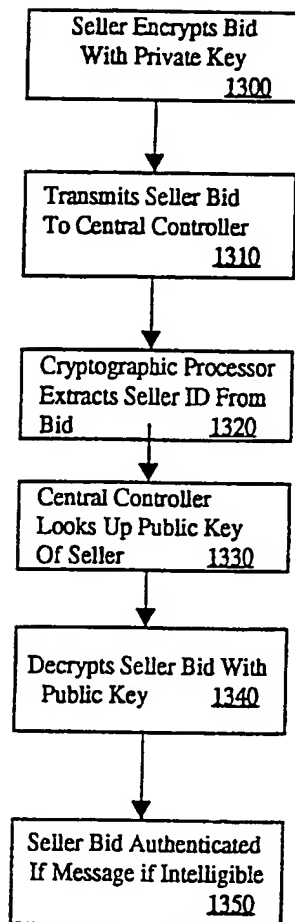 Seller Encrypts Bid
With Private Key
1300
Transmits Seller Bid
To Central Controller
1310
Cryptographic Processor
Extracts Seller ID From
Bid 1320
Central Controller
Looks Up Public Key
Of Seller 1330
Decrypts Seller Bid With
Public Key 1340
Seller Bid Authenticated
If Message if Intelligible
1350